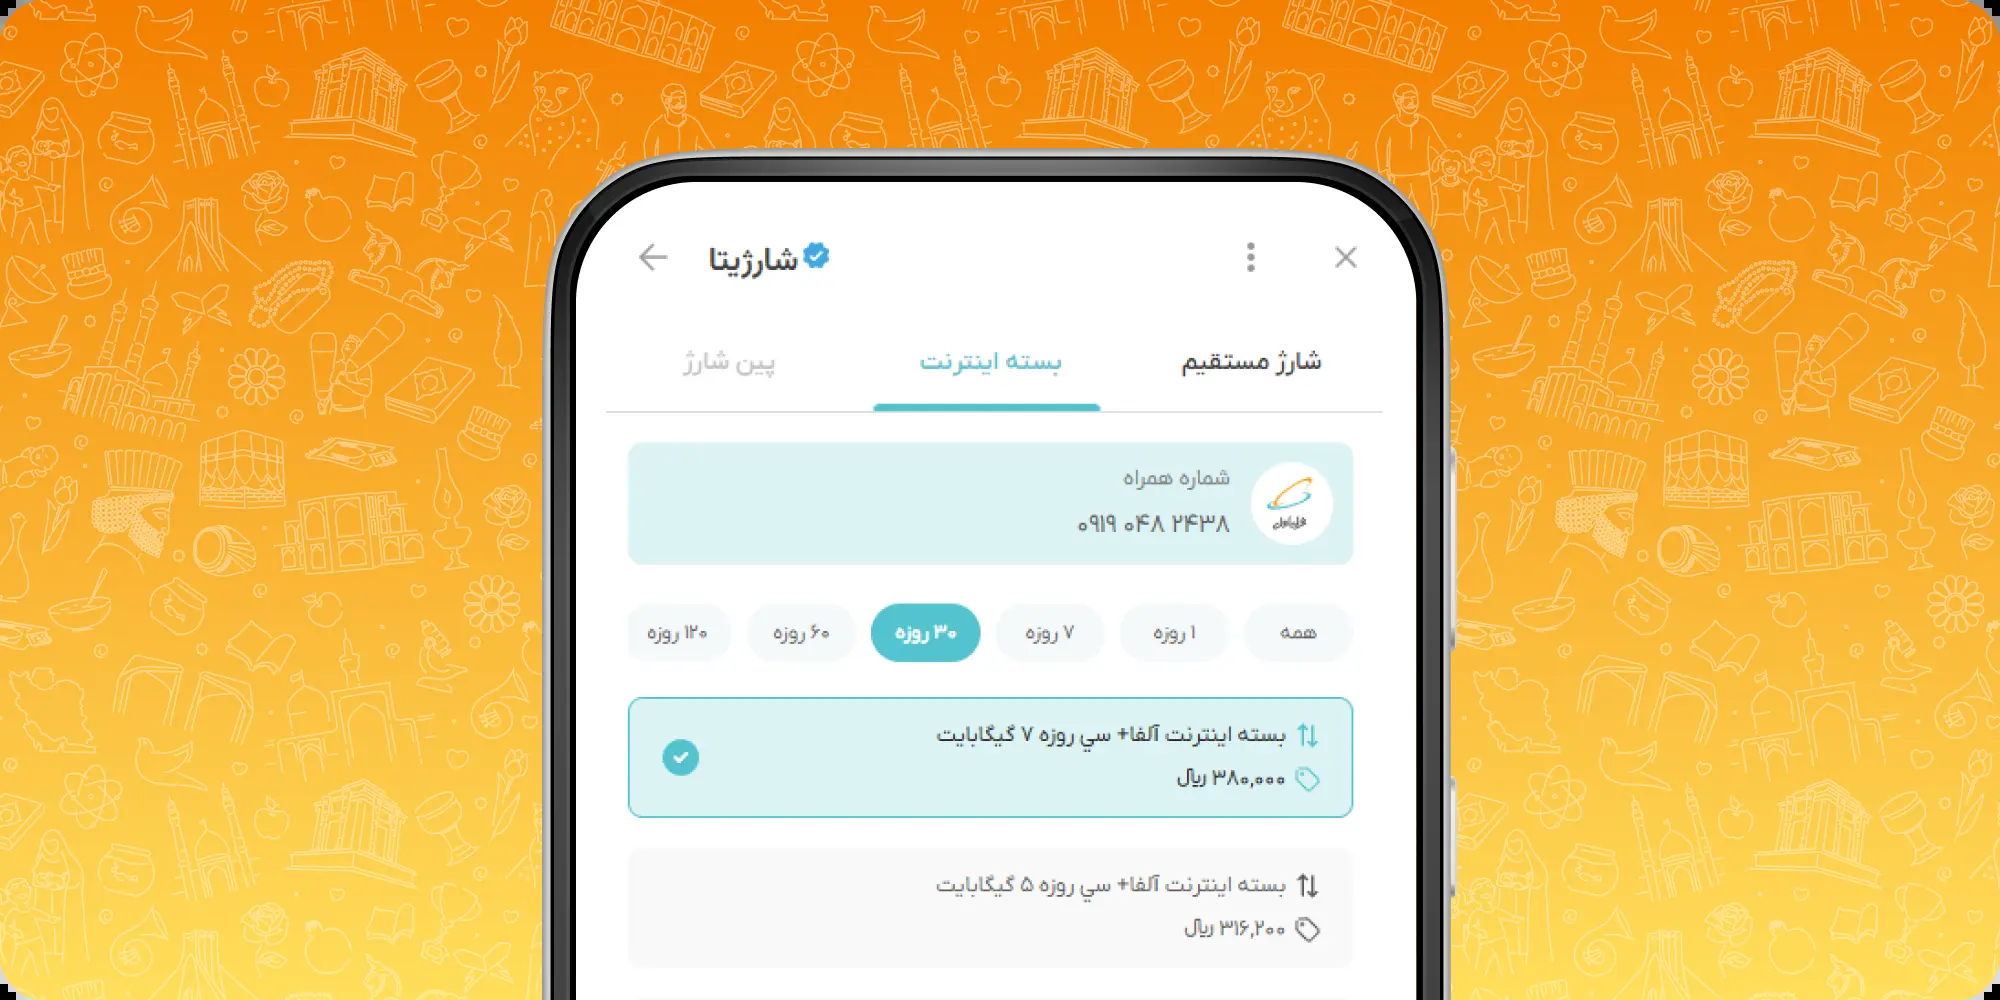 شارژیتا
شارژ مستقیم
بسته اینترنت
پین شارژ
شماره همراه
۰۹۱۹ ۰۴۸ ۲۴۳۸
همراه اول
همه
۱ روزه
۷ روزه
۳۰ روزه
۶۰ روزه
۱۲۰ روزه
بسته اینترنت آلفا+ سي روزه ۷ گیگابایت
۳۸۰,۰۰۰ ریال
بسته اینترنت آلفا+ سي روزه ۵ گیگابایت
۳۱۶,۲۰۰ ریال